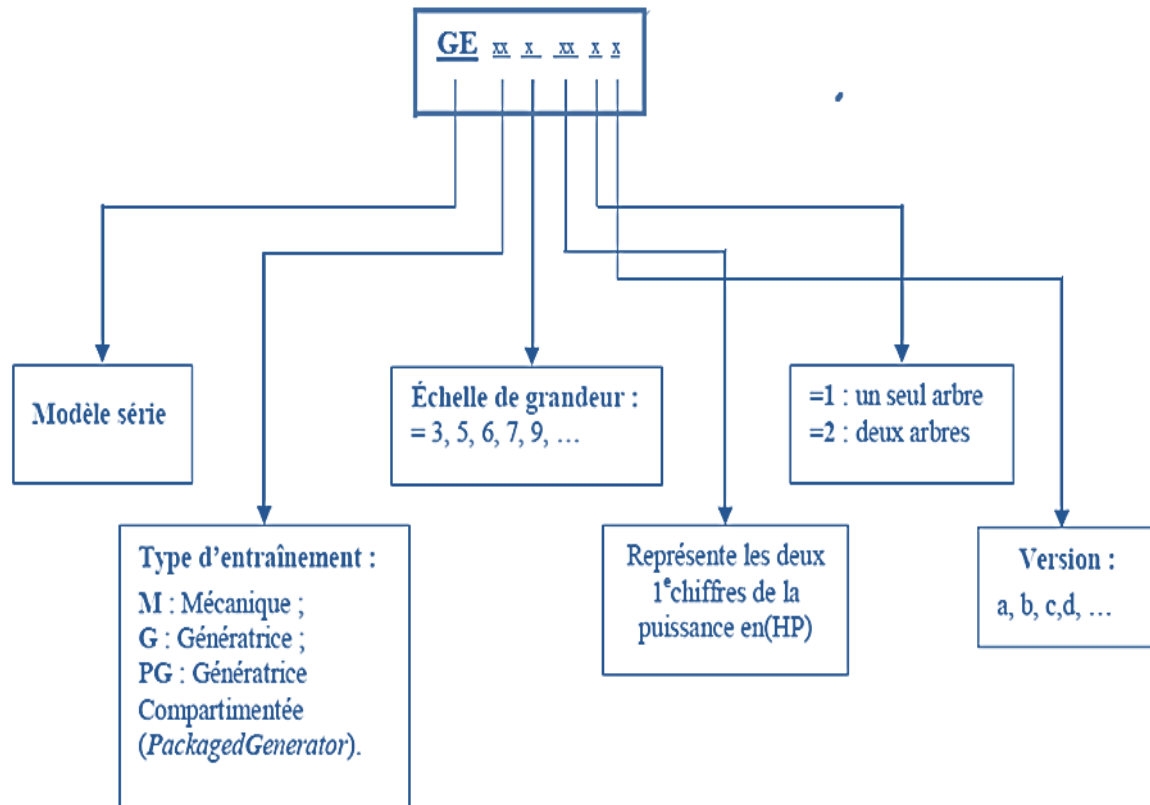 GE xx x xx x x
Modèle série
Échelle de grandeur :
= 3, 5, 6, 7, 9, …
=1 : un seul arbre
=2 : deux arbres
Type d’entraînement :
M : Mécanique ;
G : Génératrice ;
PG : Génératrice
Compartimentée
(PackagedGenerator).
Représente les deux
1echiffres de la
puissance en(HP)
Version :
a, b, c,d, …